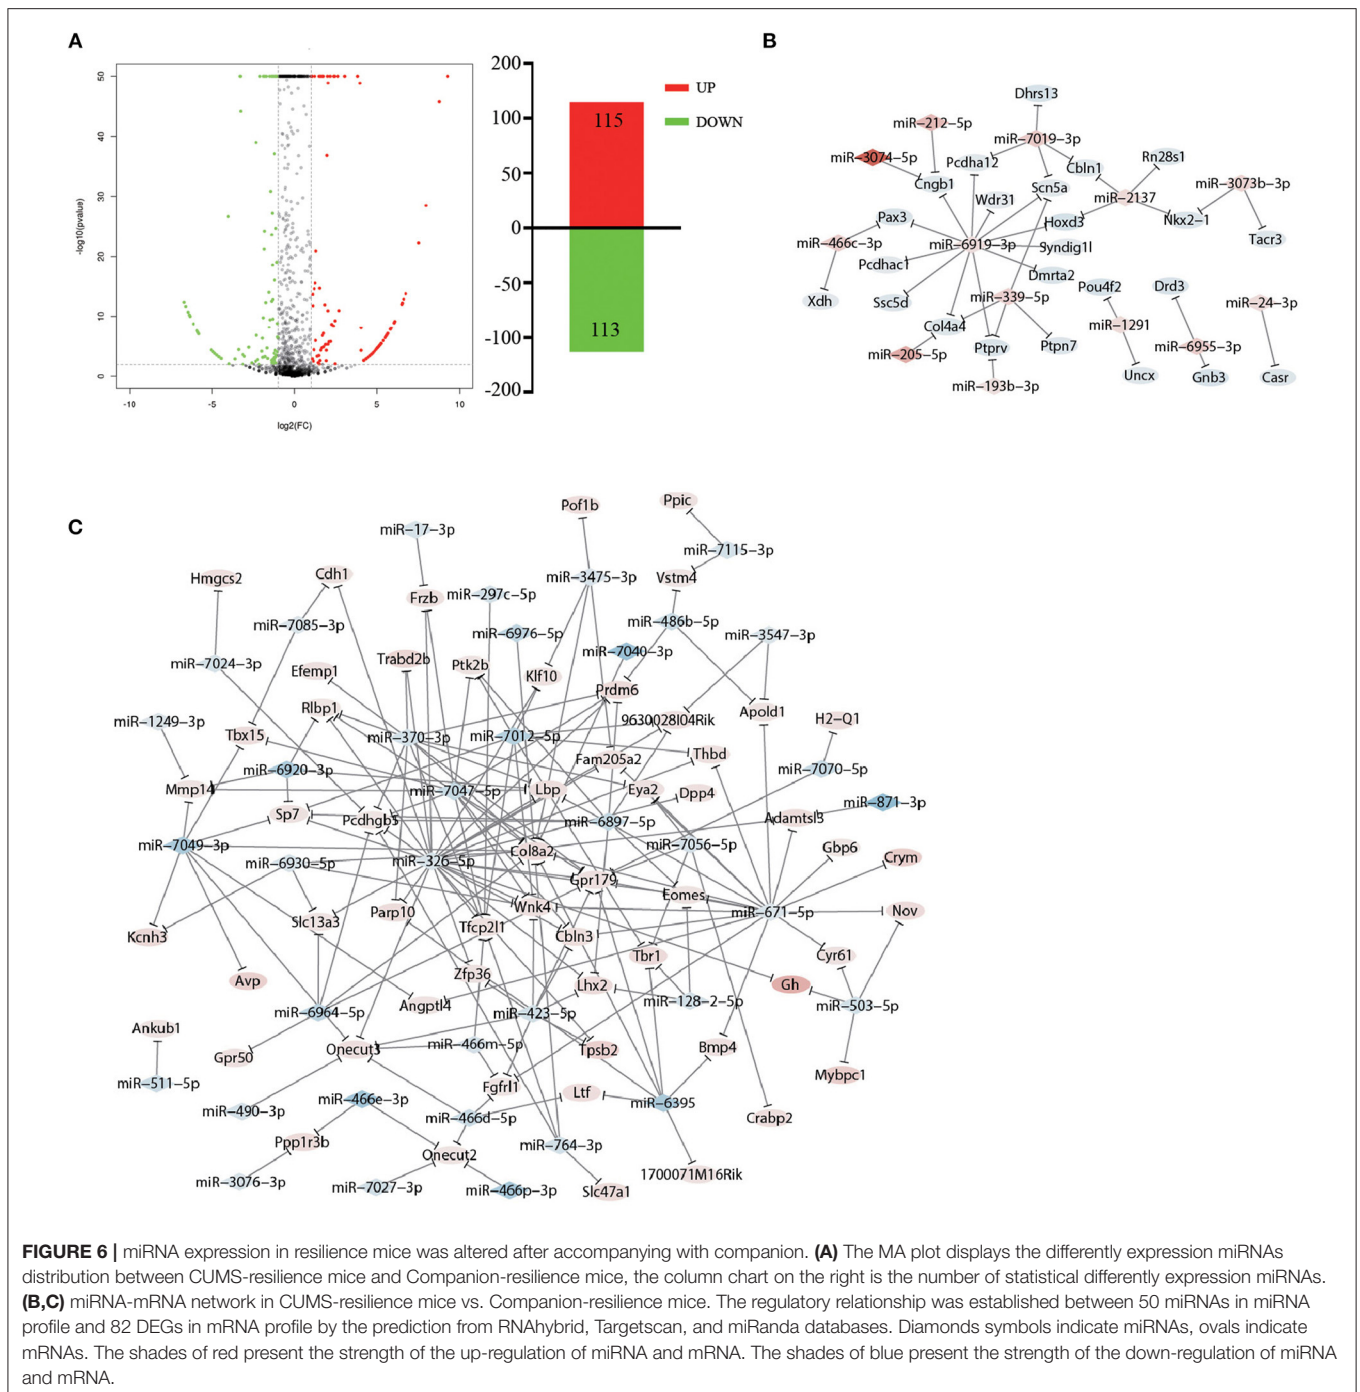 A
-log10(pvalue)
50
40
30
20
10
0
-10
-5
0
5
10
log2(FC)
200
100
50
0
-50
-100
-200
115
113
UP
DOWN
B
Dhrs13
miR-212-5p
miR-7019-3p
miR-3074-5p
Pcdha12
Cbln1
Rn28s1
Cngb1
Scn5a
miR-3073b-3p
Wdr31
miR-2137
Pax3
Hoxd3
Nkx2-1
miR-466c-3p
miR-6919-3p
Syndig1l
Tacr3
Pcdhac1
Dmrta2
Xdh
Ssc5d
miR-339-5p
Pou4f2
Drd3
miR-24-3p
Col4a4
miR-1291
miR-205-5p
Ptprv
Ptpn7
miR-6955-3p
miR-193b-3p
Uncx
Gnb3
Casr
C
Pof1b
Ppic
miR-17-3p
miR-7115-3p
Hmgcs2
Cdh1
miR-3475-3p
Vstm4
Frzb
miR-297c-5p
miR-7085-3p
miR-6976-5p
miR-486b-5p
miR-3547-3p
miR-7024-3p
Efemp1
Trabd2b
Ptk2b
miR-7040-3p
Klf10
Prdm6
Rlbp1
Apold1
miR-1249-3p
9630028I04Rik
H2-Q1
Tbx15
miR-370-3p
miR-7012-5p
Fam205a2
Thbd
miR-6920-3p
miR-7070-5p
Mmp14
miR-7047-5p
Lbp
Eya2
Dpp4
miR-871-3p
Sp7
Pcdhgb5
miR-6897-5p
Adamtsl3
miR-7049-3p
miR-6930-5p
miR-326-5p
Col8a2
miR-7056-5p
Gbp6
Crym
Gpr179
Eomes
Slc13a3
Parp10
Wnk4
miR-671-5p
Nov
Kcnh3
Tfcp2l1
Cbln3
Tbr1
Cyr61
Avp
Zfp36
Lhx2
Gh
Angptl4
miR-128-2-5p
miR-503-5p
miR-6964-5p
miR-423-5p
Ankub1
Gpr50
Onecut3
miR-466m-5p
Tpsb2
Bmp4
Mybpc1
miR-511-5p
Fgfrl1
Ltf
miR-6395
miR-490-3p
miR-466e-3p
miR-466d-5p
Crabp2
Ppp1r3b
Onecut2
miR-764-3p
miR-3076-3p
miR-7027-3p
miR-466p-3p
Slc47a1
1700071M16Rik
FIGURE 6 | miRNA expression in resilience mice was altered after accompanying with companion. (A) The MA plot displays the differently expression miRNAs
distribution between CUMS-resilience mice and Companion-resilience mice, the column chart on the right is the number of statistical differently expression miRNAs.
(B,C) miRNA-mRNA network in CUMS-resilience mice vs. Companion-resilience mice. The regulatory relationship was established between 50 miRNAs in miRNA
profile and 82 DEGs in mRNA profile by the prediction from RNAhybrid, Targetscan, and miRanda databases. Diamonds symbols indicate miRNAs, ovals indicate
mRNAs. The shades of red present the strength of the up-regulation of miRNA and mRNA. The shades of blue present the strength of the down-regulation of miRNA
and mRNA.